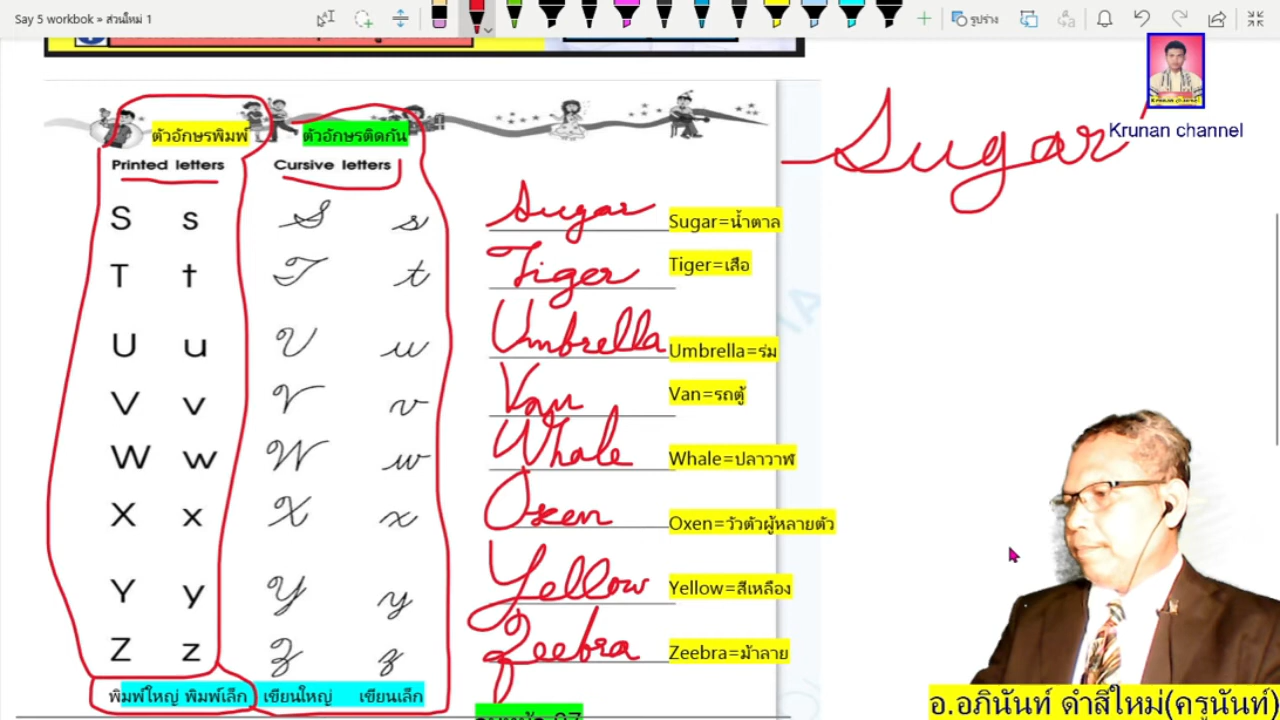 Say 5 workbok » ส่วนใหม่ 1
รูปร่าง
Krunan channel
Sugar
ตัวอักษรพิมพ์ ตัวอักษรติดกัน
Printed letters Cursive letters
S s S s Sugar Sugar=น้ำตาล
T t T t Tiger Tiger=เสือ
U u U u Umbrella Umbrella=ร่ม
V v V v Van Van=รถตู้
W w W w Whale Whale=ปลาวาฬ
X x X x Oxen Oxen=วัวตัวผู้หลายตัว
Y y Y y Yellow Yellow=สีเหลือง
Z z Z z Zeebra Zeebra=ม้าลาย
พิมพ์ใหญ่ พิมพ์เล็ก เขียนใหญ่ เขียนเล็ก
อ.อภินันท์ ดำสีใหม่(ครูนันท์)